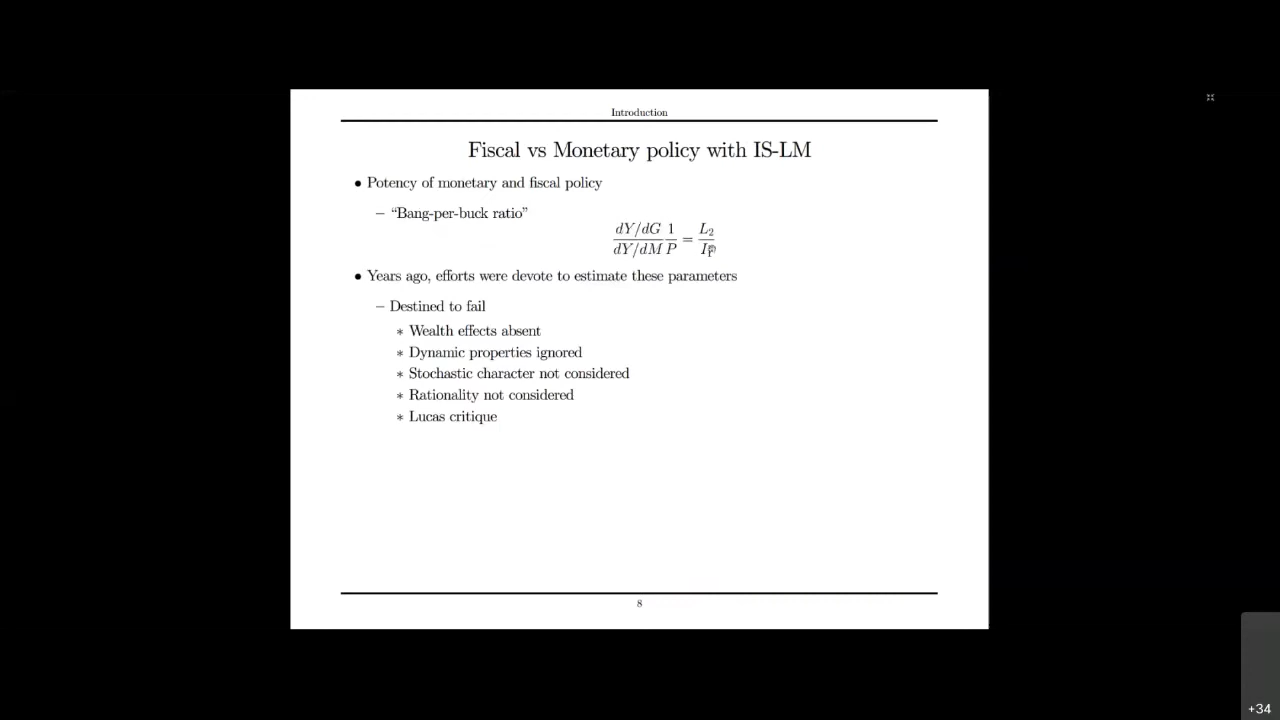 Introduction
Fiscal vs Monetary policy with IS-LM
• Potency of monetary and fiscal policy
– “Bang-per-buck ratio”
dY/dG 1 = L₂
dY/dM P
• Years ago, efforts were devote to estimate these parameters
– Destined to fail
∗ Wealth effects absent
∗ Dynamic properties ignored
∗ Stochastic character not considered
∗ Rationality not considered
∗ Lucas critique
8
+34